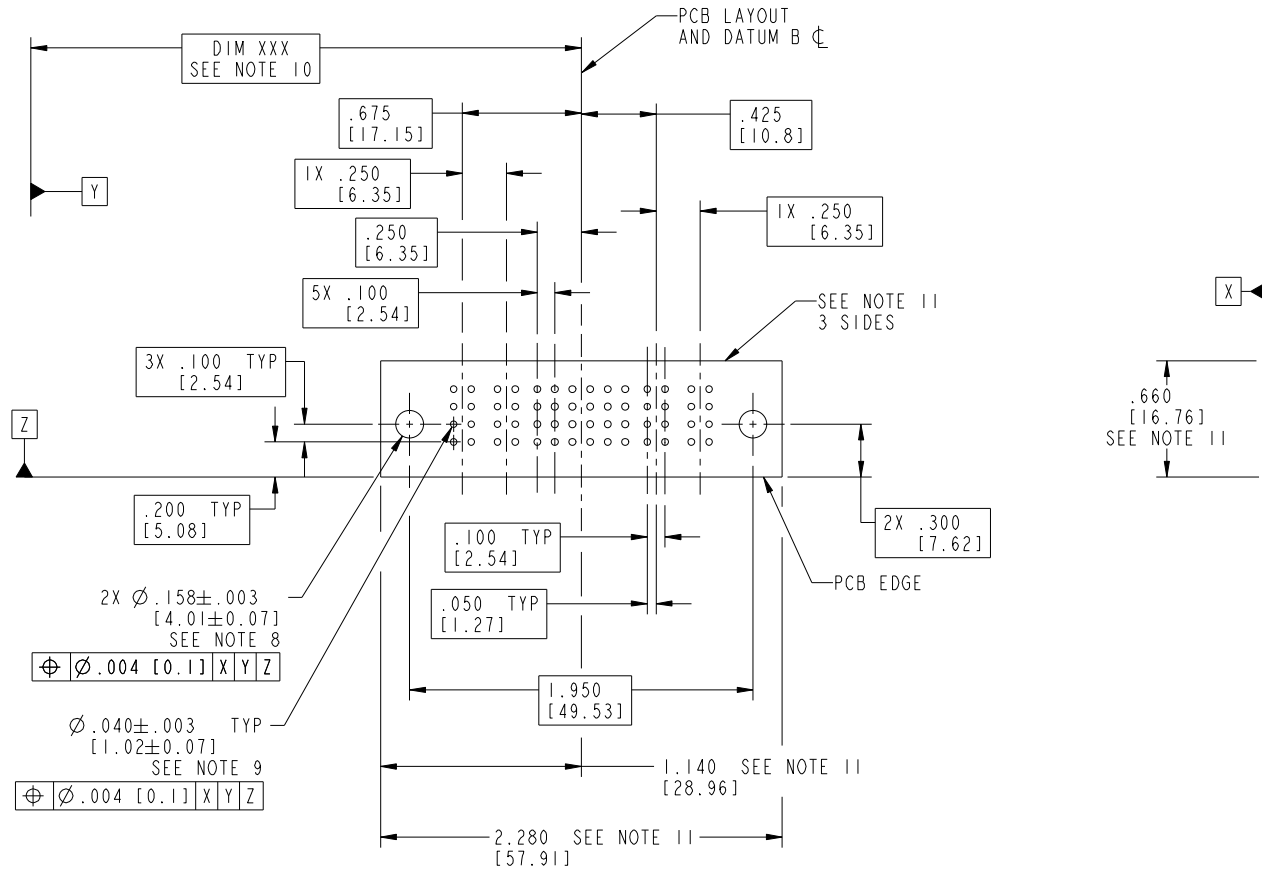 PCB LAYOUT
AND DATUM B ℄
DIM XXX
SEE NOTE 10
.675
[17.15]
.425
[10.8]
1X .250
[6.35]
Y
1X .250
[6.35]
.250
[6.35]
5X .100
[2.54]
SEE NOTE 11
3 SIDES
X
3X .100 TYP
[2.54]
.660
[16.76]
SEE NOTE 11
Z
.200 TYP
[5.08]
.100 TYP
[2.54]
2X .300
[7.62]
PCB EDGE
2X Ø.158±.003
[4.01±0.07]
SEE NOTE 8
⌖ Ø.004 [0.1] X Y Z
.050 TYP
[1.27]
1.950
[49.53]
Ø.040±.003 TYP
[1.02±0.07]
SEE NOTE 9
⌖ Ø.004 [0.1] X Y Z
1.140 SEE NOTE 11
[28.96]
2.280 SEE NOTE 11
[57.91]